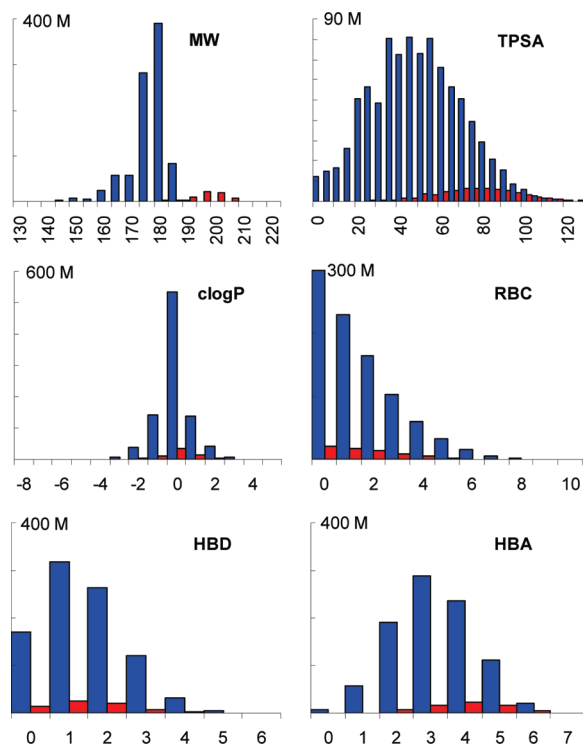 400 M
MW
130 140 150 160 170 180 190 200 210 220
90 M
TPSA
0 20 40 60 80 100 120
600 M
clogP
-8 -6 -4 -2 0 2 4
300 M
RBC
0 2 4 6 8 10
400 M
HBD
0 1 2 3 4 5 6
400 M
HBA
0 1 2 3 4 5 6 7